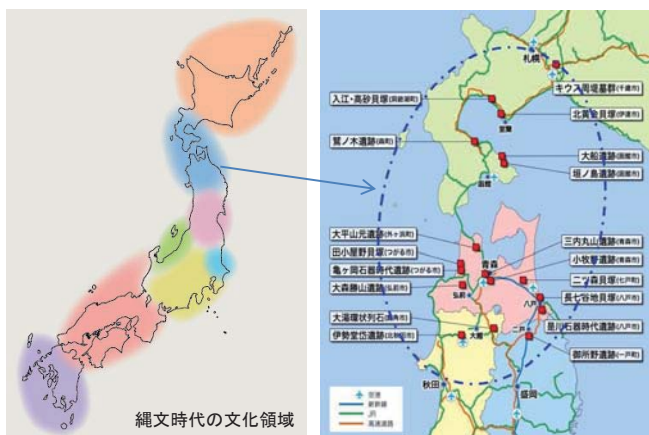 縄文時代の文化領域
札幌
キウス周堤墓群(千歳市)
入江・高砂貝塚(洞爺湖町)
北黄金貝塚(伊達市)
室蘭
鷲ノ木遺跡(森町)
大船遺跡(函館市)
垣ノ島遺跡(函館市)
函館
大平山元遺跡(外ヶ浜町)
三内丸山遺跡(青森市)
田小屋野貝塚(つがる市)
青森
小牧野遺跡(青森市)
亀ヶ岡石器時代遺跡(つがる市)
二ツ森貝塚(七戸町)
大森勝山遺跡(弘前市)
弘前
八戸
長七谷地貝塚(八戸市)
大湯環状列石(鹿角市)
是川石器時代遺跡(八戸市)
伊勢堂岱遺跡(北秋田市)
大館
二戸
御所野遺跡(一戸町)
秋田
盛岡
空港
新幹線
JR
高速道路